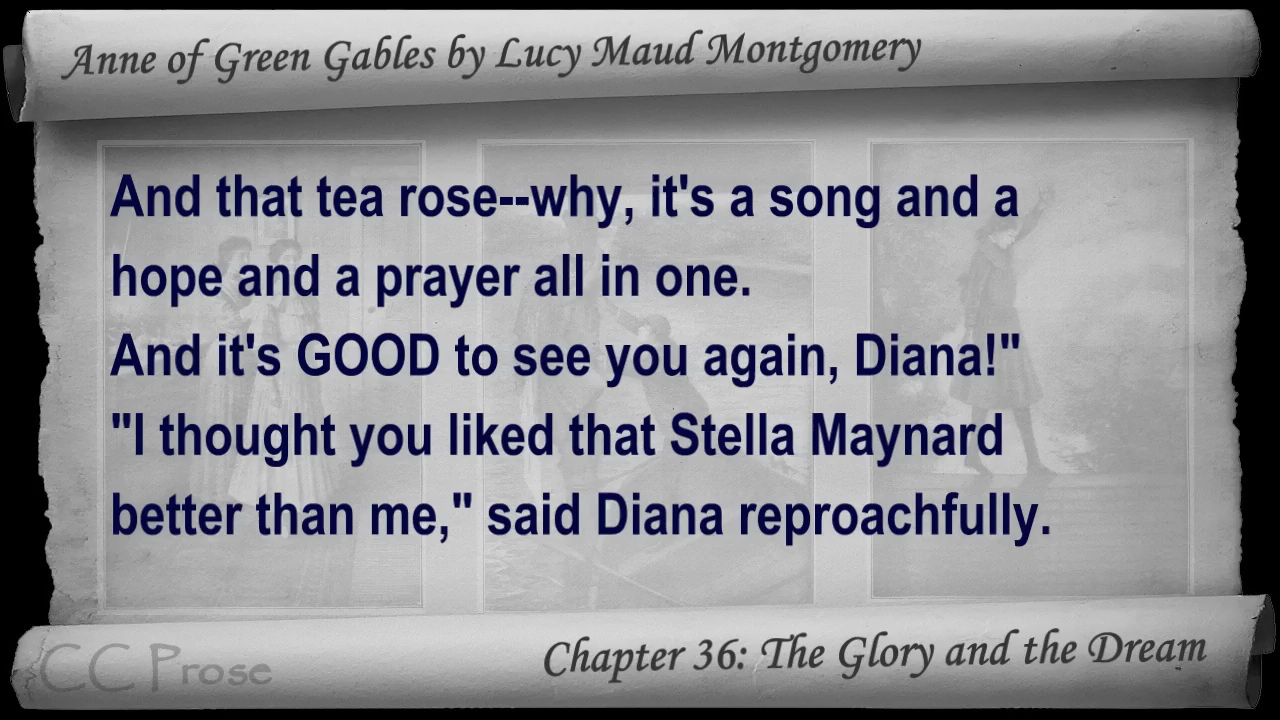 Anne of Green Gables by Lucy Maud Montgomery
And that tea rose--why, it's a song and a
hope and a prayer all in one.
And it's GOOD to see you again, Diana!"
"I thought you liked that Stella Maynard
better than me," said Diana reproachfully.
CC Prose
Chapter 36: The Glory and the Dream